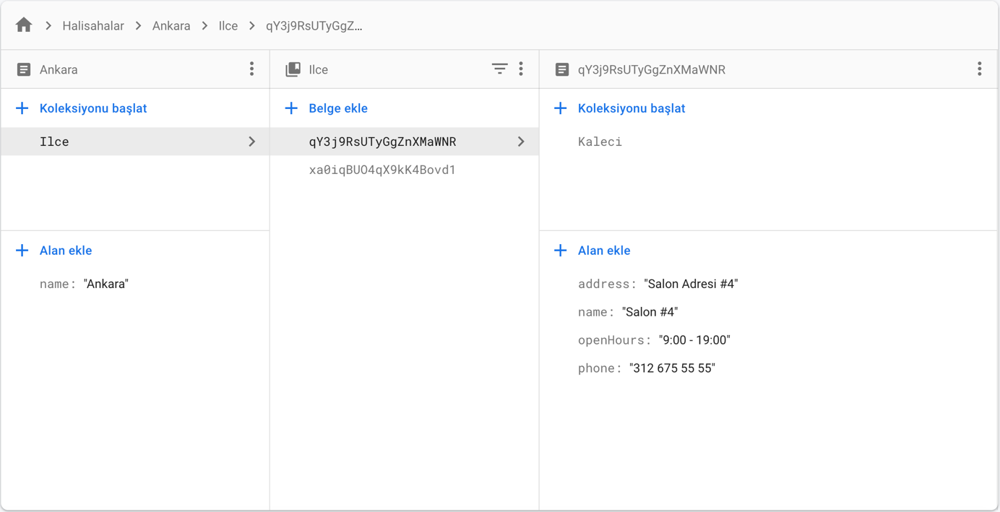 Halisahalar > Ankara > Ilce > qY3j9RsUTyGgZ...
Ankara
Koleksiyonu başlat
Ilce
Alan ekle
name: "Ankara"
Ilce
Belge ekle
qY3j9RsUTyGgZnXMaWNR
xa0iqBUO4qX9kK4Bovd1
qY3j9RsUTyGgZnXMaWNR
Koleksiyonu başlat
Kaleci
Alan ekle
address: "Salon Adresi #4"
name: "Salon #4"
openHours: "9:00 - 19:00"
phone: "312 675 55 55"